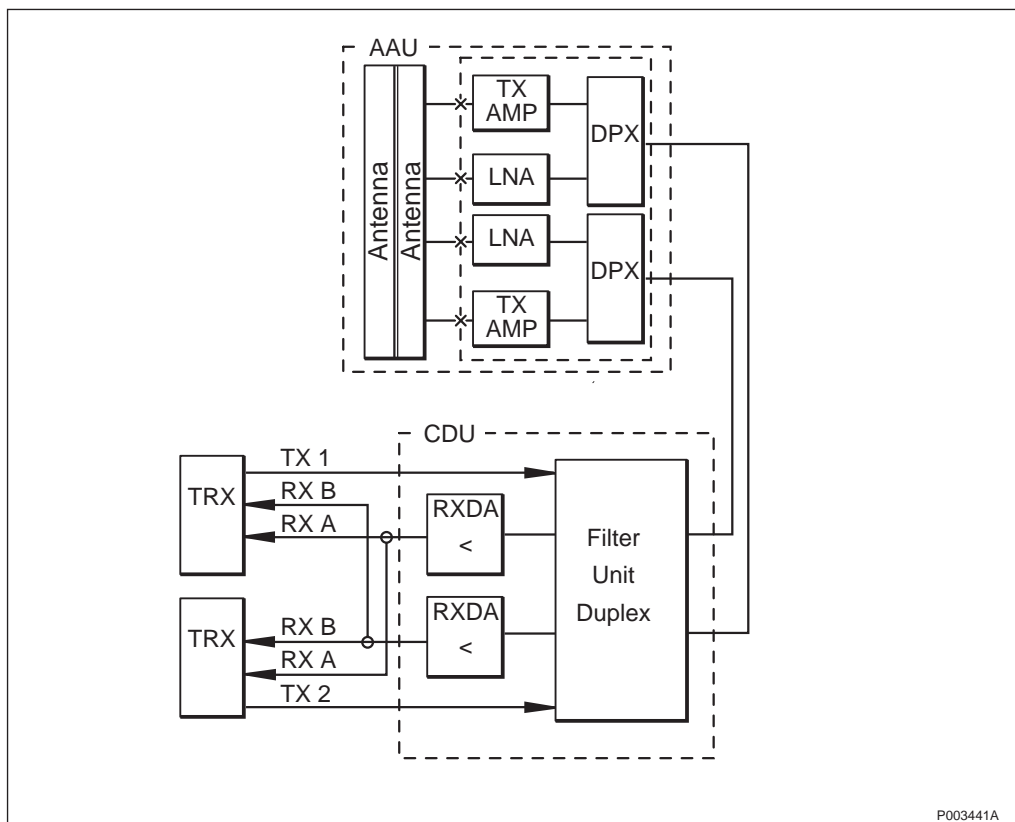 AAU
Antenna
Antenna
TX
AMP
DPX
LNA
LNA
DPX
TX
AMP
CDU
TX 1
TRX
RX B
RX A
RXDA
<
Filter
Unit
Duplex
TRX
RX B
RX A
TX 2
RXDA
<
P003441A